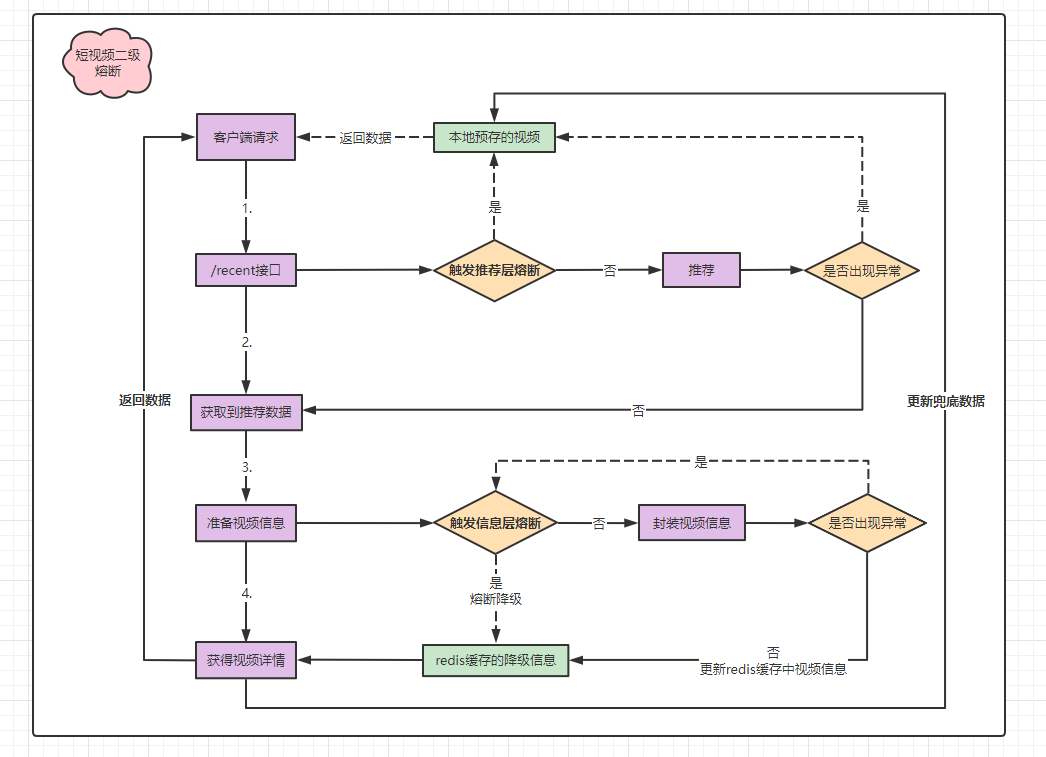 短视频二级
熔断
客户端请求
返回数据
本地预存的视频
1.
是
是
/recent接口
触发推荐层熔断
否
推荐
是否出现异常
2.
返回数据
获取到推荐数据
否
更新兜底数据
3.
是
准备视频信息
触发信息层熔断
否
封装视频信息
是否出现异常
4.
是
熔断降级
获得视频详情
redis缓存的降级信息
否
更新redis缓存中视频信息